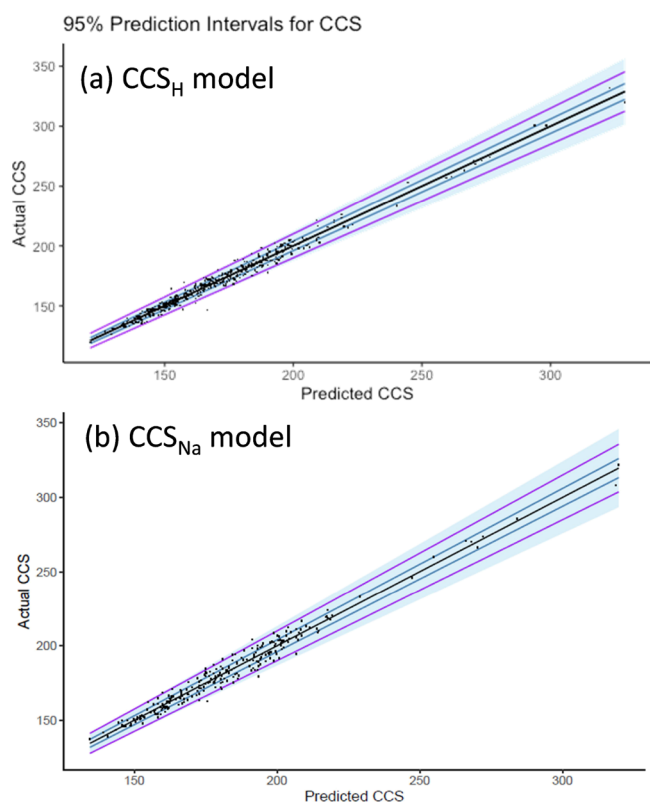 95% Prediction Intervals for CCS
(a) CCSH model
350
300
250
200
150
Actual CCS
150 200 250 300
Predicted CCS
(b) CCSNa model
350
300
250
200
150
Actual CCS
150 200 250 300
Predicted CCS